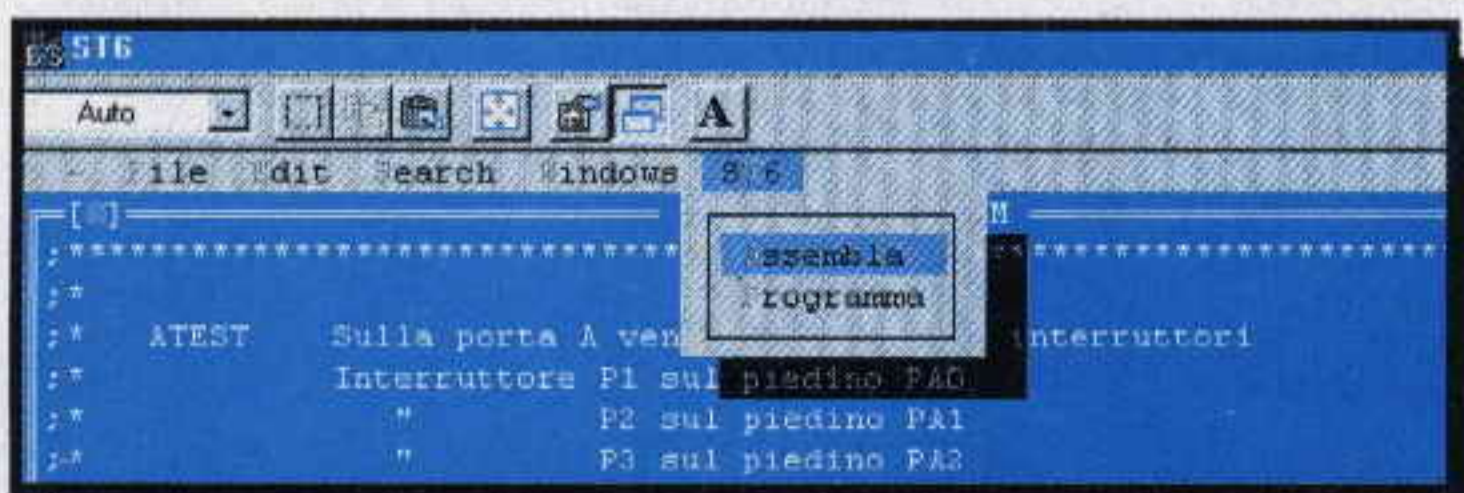 ST6
Auto
A
File Edit Search Windows ST6
Assembla
Programma
;* ATEST Sulla porta A ven interruttori
;* Interruttore P1 sul piedino PA0
;* " P2 sul piedino PA1
;* " P3 sul piedino PA2